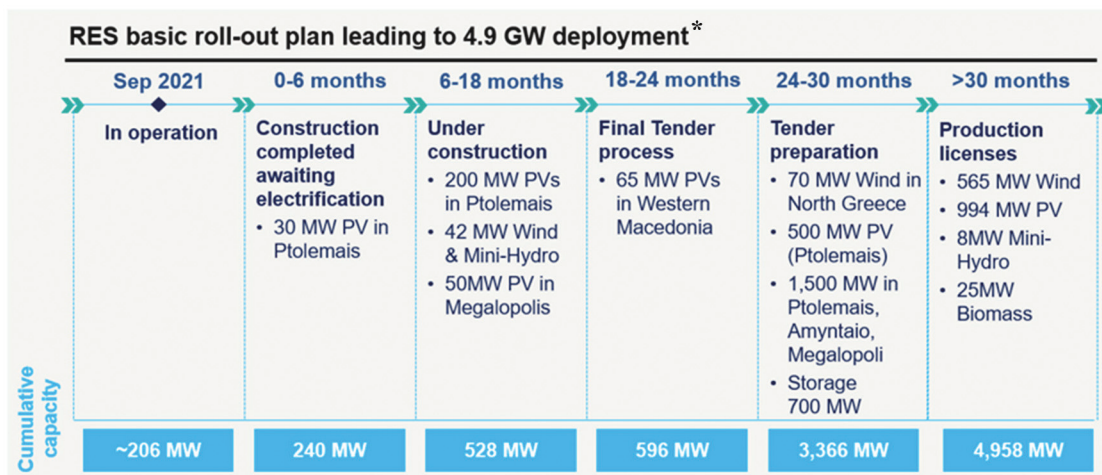 RES basic roll-out plan leading to 4.9 GW deployment*
Sep 2021
In operation
~206 MW
0-6 months
Construction
completed
awaiting
electrification
• 30 MW PV in
Ptolemais
240 MW
6-18 months
Under
construction
• 200 MW PVs
in Ptolemais
• 42 MW Wind
& Mini-Hydro
• 50MW PV in
Megalopolis
528 MW
18-24 months
Final Tender
process
• 65 MW PVs
in Western
Macedonia
596 MW
24-30 months
Tender
preparation
• 70 MW Wind in
North Greece
• 500 MW PV
(Ptolemais)
• 1,500 MW in
Ptolemais,
Amyntaio,
Megalopoli
• Storage
700 MW
3,366 MW
>30 months
Production
licenses
• 565 MW Wind
• 994 MW PV
• 8MW Mini-
Hydro
• 25MW
Biomass
4,958 MW
Cumulative
capacity